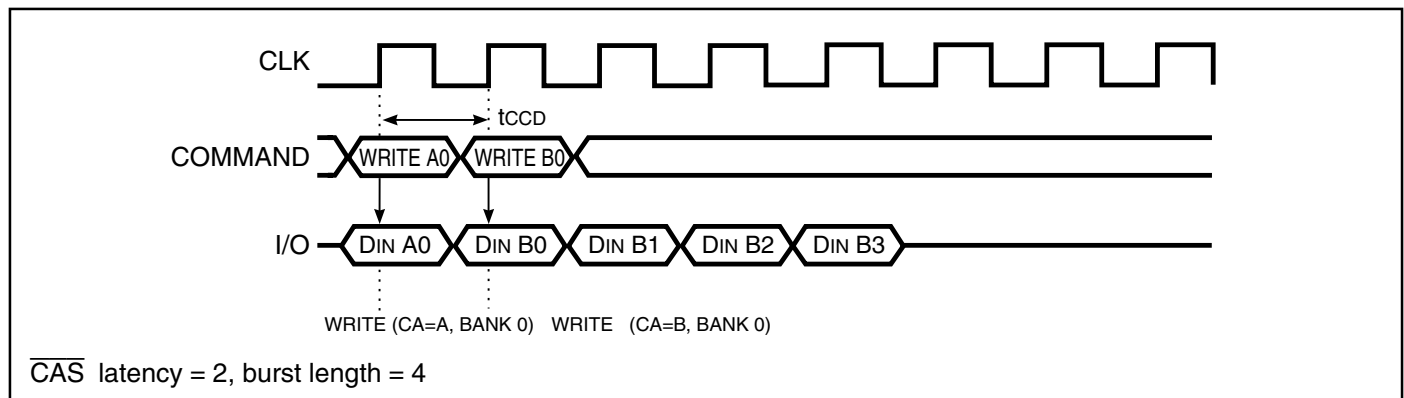 CLK
tCCD
COMMAND WRITE A0 WRITE B0
I/O DIN A0 DIN B0 DIN B1 DIN B2 DIN B3
WRITE (CA=A, BANK 0) WRITE (CA=B, BANK 0)
CAS latency = 2, burst length = 4